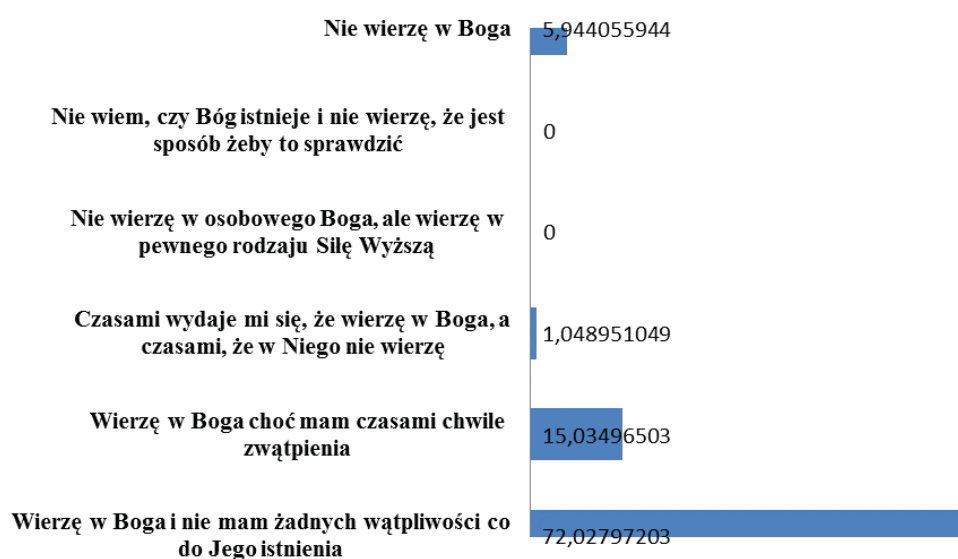 Nie wierzę w Boga 5,944055944
Nie wiem, czy Bóg istnieje i nie wierzę, że jest
sposób żeby to sprawdzić
0
Nie wierzę w osobowego Boga, ale wierzę w
pewnego rodzaju Siłę Wyższą
0
Czasami wydaje mi się, że wierzę w Boga, a
czasami, że w Niego nie wierzę
1,048951049
Wierzę w Boga choć mam czasami chwile
zwątpienia
15,03496503
Wierzę w Boga i nie mam żadnych wątpliwości co
do Jego istnienia
72,02797203